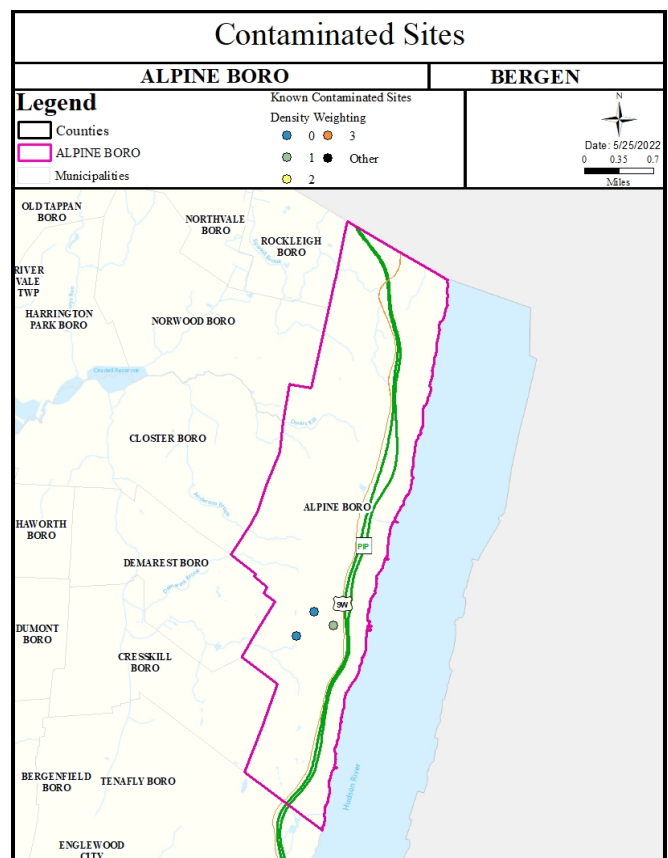 Contaminated Sites
ALPINE BORO
BERGEN
Legend
Counties
ALPINE BORO
Municipalities
Known Contaminated Sites
Density Weighting
0
3
1
Other
2
N
Date: 5/25/2022
0 0.35 0.7
Miles
OLD TAPPAN
BORO
NORTHVALE
BORO
ROCKLEIGH
BORO
RIVER
VALE
TWP
HARRINGTON
PARK BORO
NORWOOD BORO
CLOSTER BORO
ALPINE BORO
HAWORTH
BORO
PIP
DEMAREST BORO
9W
DUMONT
BORO
CRESSKILL
BORO
BERGENFIELD
BORO
TENAFLY BORO
Hudson River
ENGLEWOOD
CITY